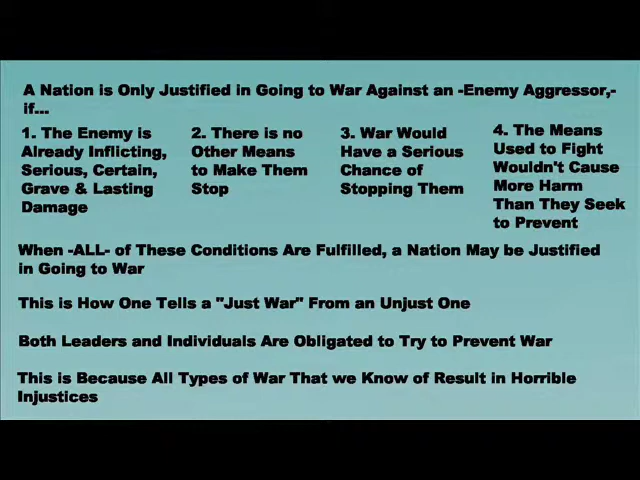 A Nation is Only Justified in Going to War Against an -Enemy Aggressor,-
if...
1. The Enemy is
Already Inflicting,
Serious, Certain,
Grave & Lasting
Damage
2. There is no
Other Means
to Make Them
Stop
3. War Would
Have a Serious
Chance of
Stopping Them
4. The Means
Used to Fight
Wouldn't Cause
More Harm
Than They Seek
to Prevent
When -ALL- of These Conditions Are Fulfilled, a Nation May be Justified
in Going to War
This is How One Tells a "Just War" From an Unjust One
Both Leaders and Individuals Are Obligated to Try to Prevent War
This is Because All Types of War That we Know of Result in Horrible
Injustices